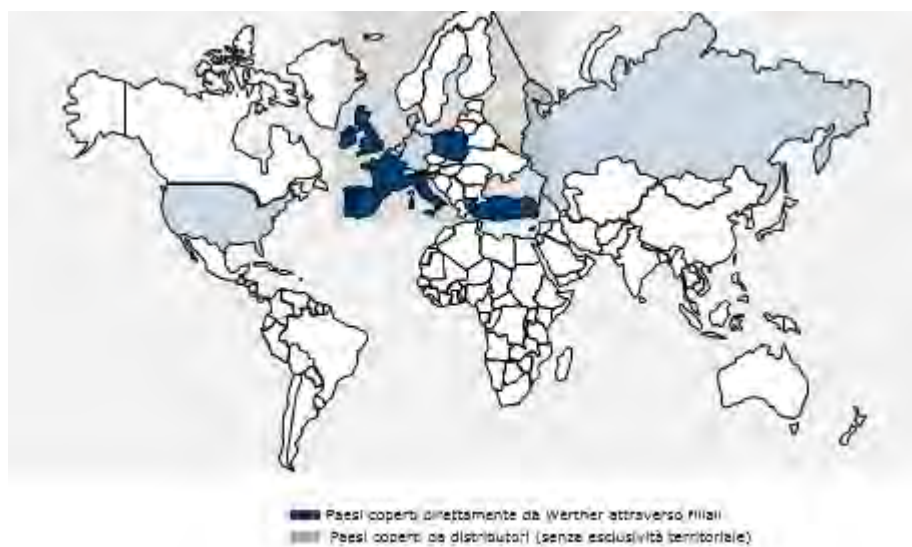 Paesi coperti direttamente da Werther attraverso filiali
Paesi coperti da distributori (senza esclusività territoriale)